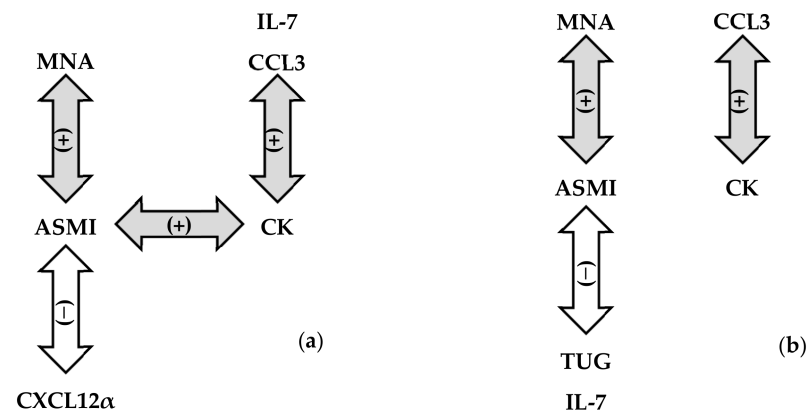 IL-7
MNA
CCL3
(+)
(+)
ASMI
(+)
CK
(−)
(a)
CXCL12α
MNA
CCL3
(+)
(+)
ASMI
CK
(−)
TUG
(b)
IL-7